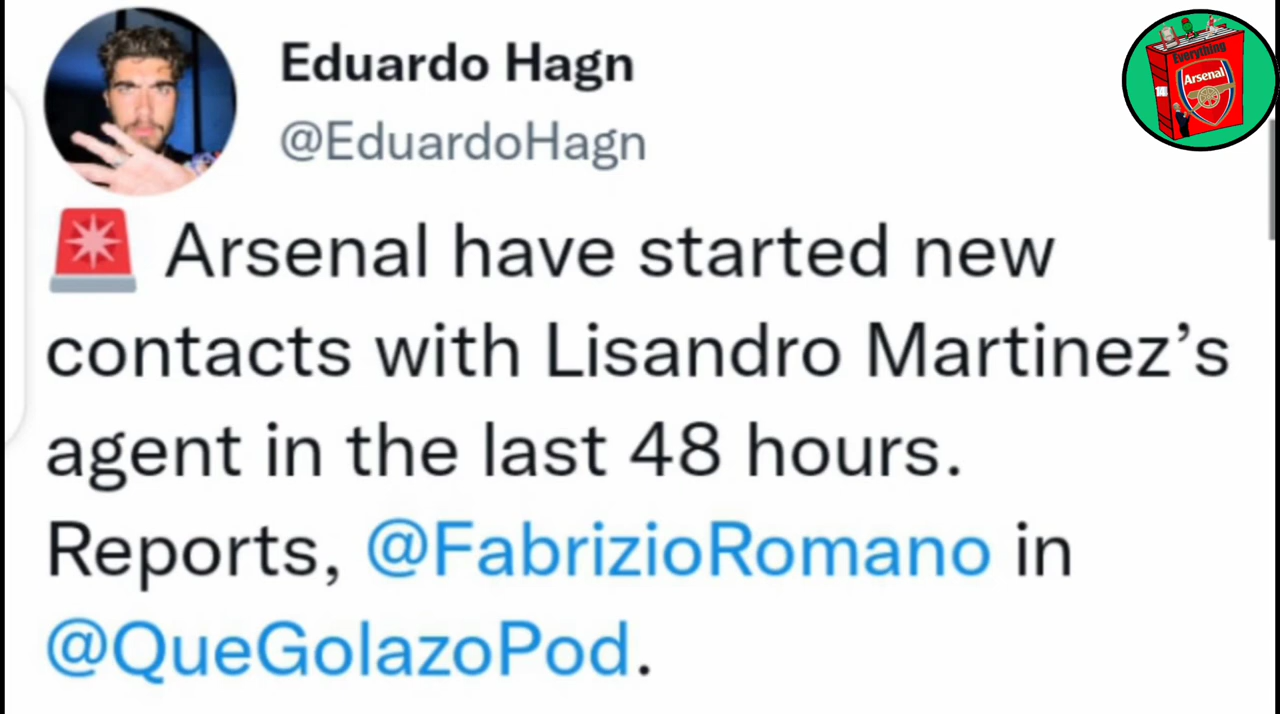 Eduardo Hagn
@EduardoHagn
Arsenal have started new
contacts with Lisandro Martinez’s
agent in the last 48 hours.
Reports, @FabrizioRomano in
@QueGolazoPod.
Everything
Arsenal
14